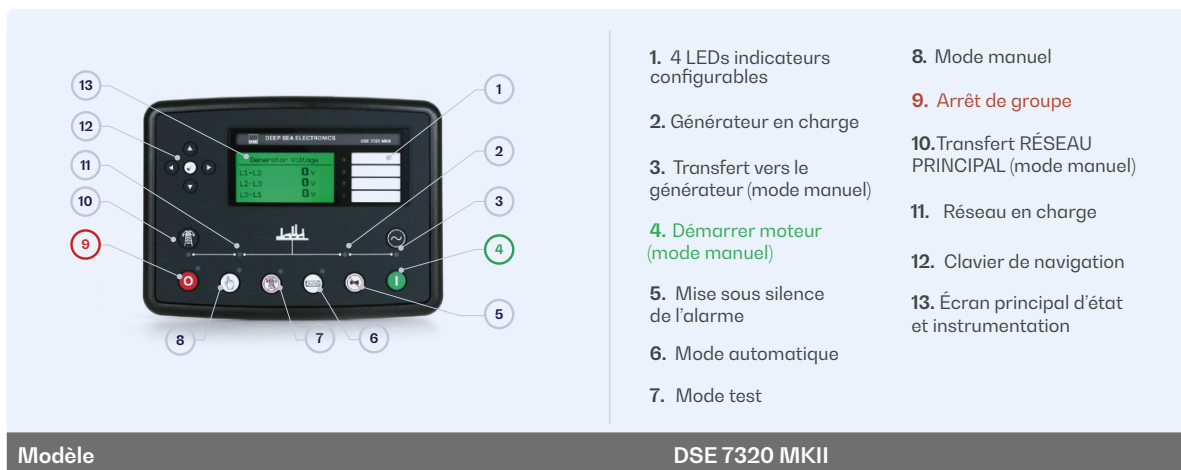 13
12
11
10
9
8
7
6
5
4
3
2
1
DEEP SEA ELECTRONICS
DSE 7320 MKII
Generator Voltage
L1-L2 0 V
L2-L3 0 V
L3-L1 0 V
1. 4 LEDs indicateurs
configurables
2. Générateur en charge
3. Transfert vers le
générateur (mode manuel)
4. Démarrer moteur
(mode manuel)
5. Mise sous silence
de l'alarme
6. Mode automatique
7. Mode test
8. Mode manuel
9. Arrêt de groupe
10. Transfert RÉSEAU
PRINCIPAL (mode manuel)
11. Réseau en charge
12. Clavier de navigation
13. Écran principal d'état
et instrumentation
Modèle
DSE 7320 MKII